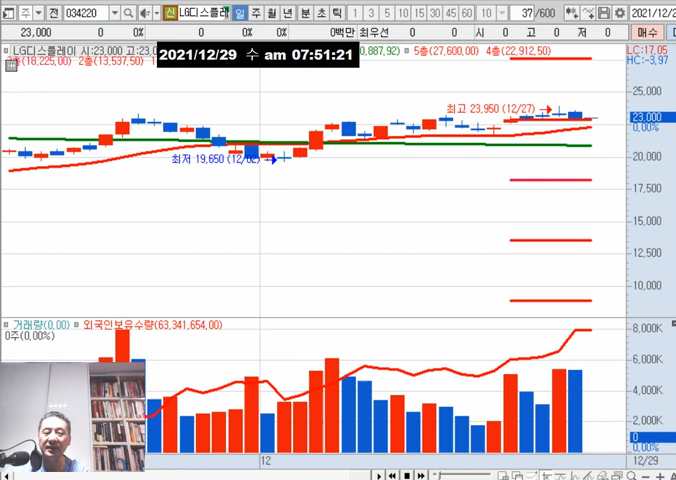 주 전 034220 신 LG디스플레 일 주 월 년 분 초 틱 1 3 5 10 15 30 45 60 10 37 /600 2021/12/2
23,000 0 0 0 0% 0% 0백만 최우선 시 0 고 0 저 0 매수
2021/12/29 수 am 07:51:21
LG디스플레이 시:23,000 고:23,0 0,887,92) 5층(27,600,00) 4층(22,912,50) LC:17,05
(18,225,00) 2층(13,537,50) HC:-3,97
25,000
최고 23,950 (12/27)
23,000
0,00%
최저 19,650 (12/02)
20,000
17,500
15,000
12,500
10,000
거래량(0,00) 외국인보유수량(63,341,654,00)
0주(0,00%)
8,000K
6,000K
4,000K
2,000K
0
0,00%
12
12/29